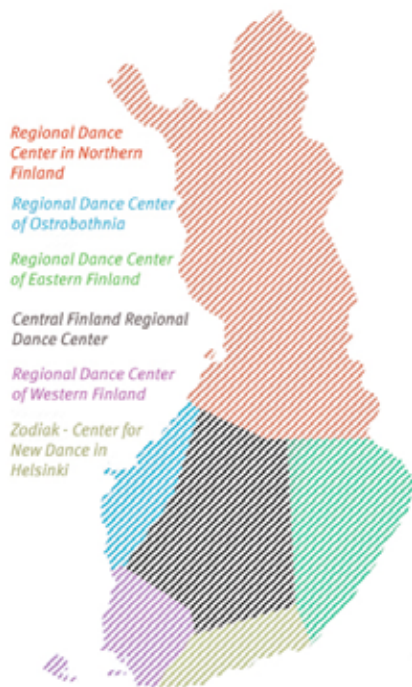 Regional Dance
Center in Northern
Finland
Regional Dance Center
of Ostrobothnia
Regional Dance Center
of Eastern Finland
Central Finland Regional
Dance Center
Regional Dance Center
of Western Finland
Zodiak - Center for
New Dance in
Helsinki